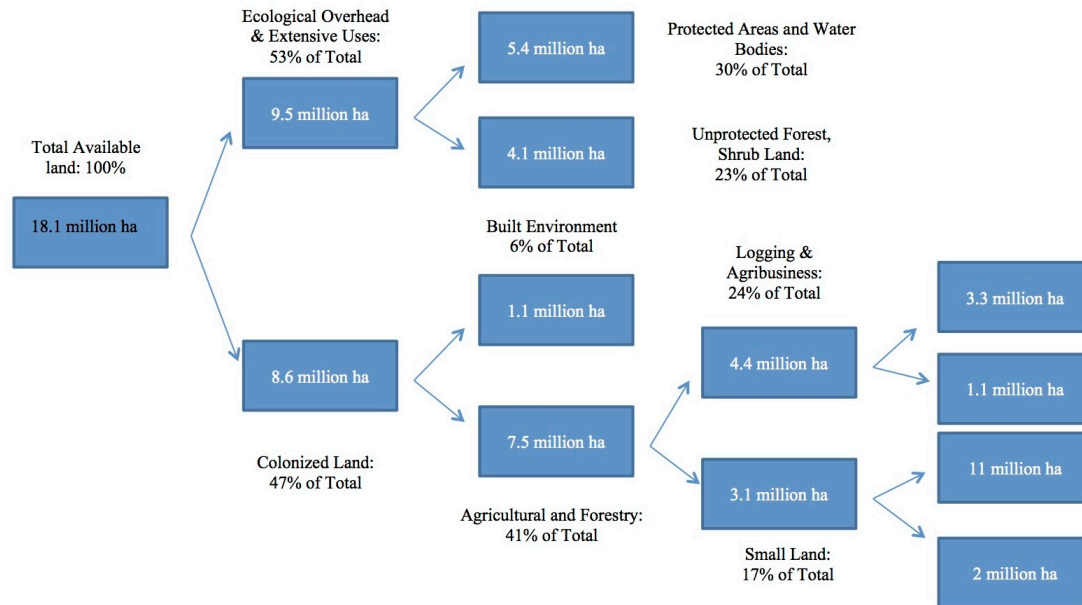 Ecological Overhead
& Extensive Uses:
53% of Total
9.5 million ha
5.4 million ha
Protected Areas and Water
Bodies:
30% of Total
4.1 million ha
Unprotected Forest,
Shrub Land:
23% of Total
Total Available
land: 100%
18.1 million ha
Built Environment
6% of Total
1.1 million ha
8.6 million ha
Colonized Land:
47% of Total
7.5 million ha
Agricultural and Forestry:
41% of Total
Logging &
Agribusiness:
24% of Total
4.4 million ha
3.3 million ha
1.1 million ha
3.1 million ha
Small Land:
17% of Total
11 million ha
2 million ha